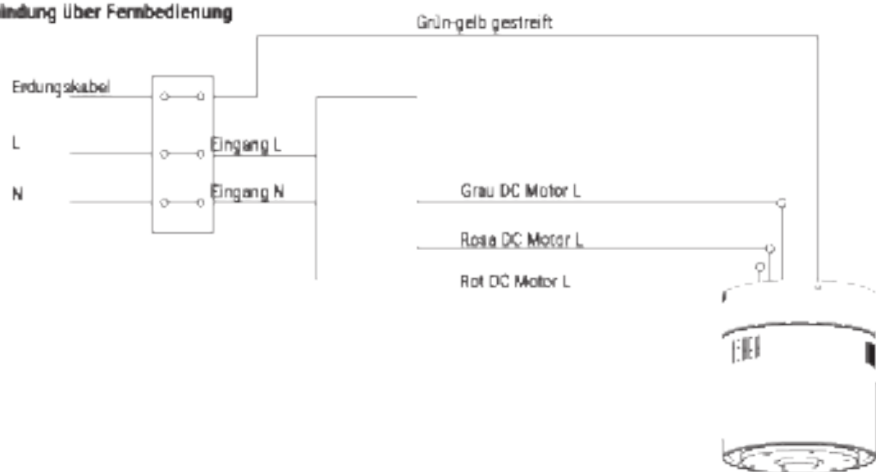 indung über Fernbedienung
Grün-gelb gestreift
Erdungskabel
L
Eingang L
N
Eingang N
Grau DC Motor L
Rosa DC Motor L
Rot DC Motor L